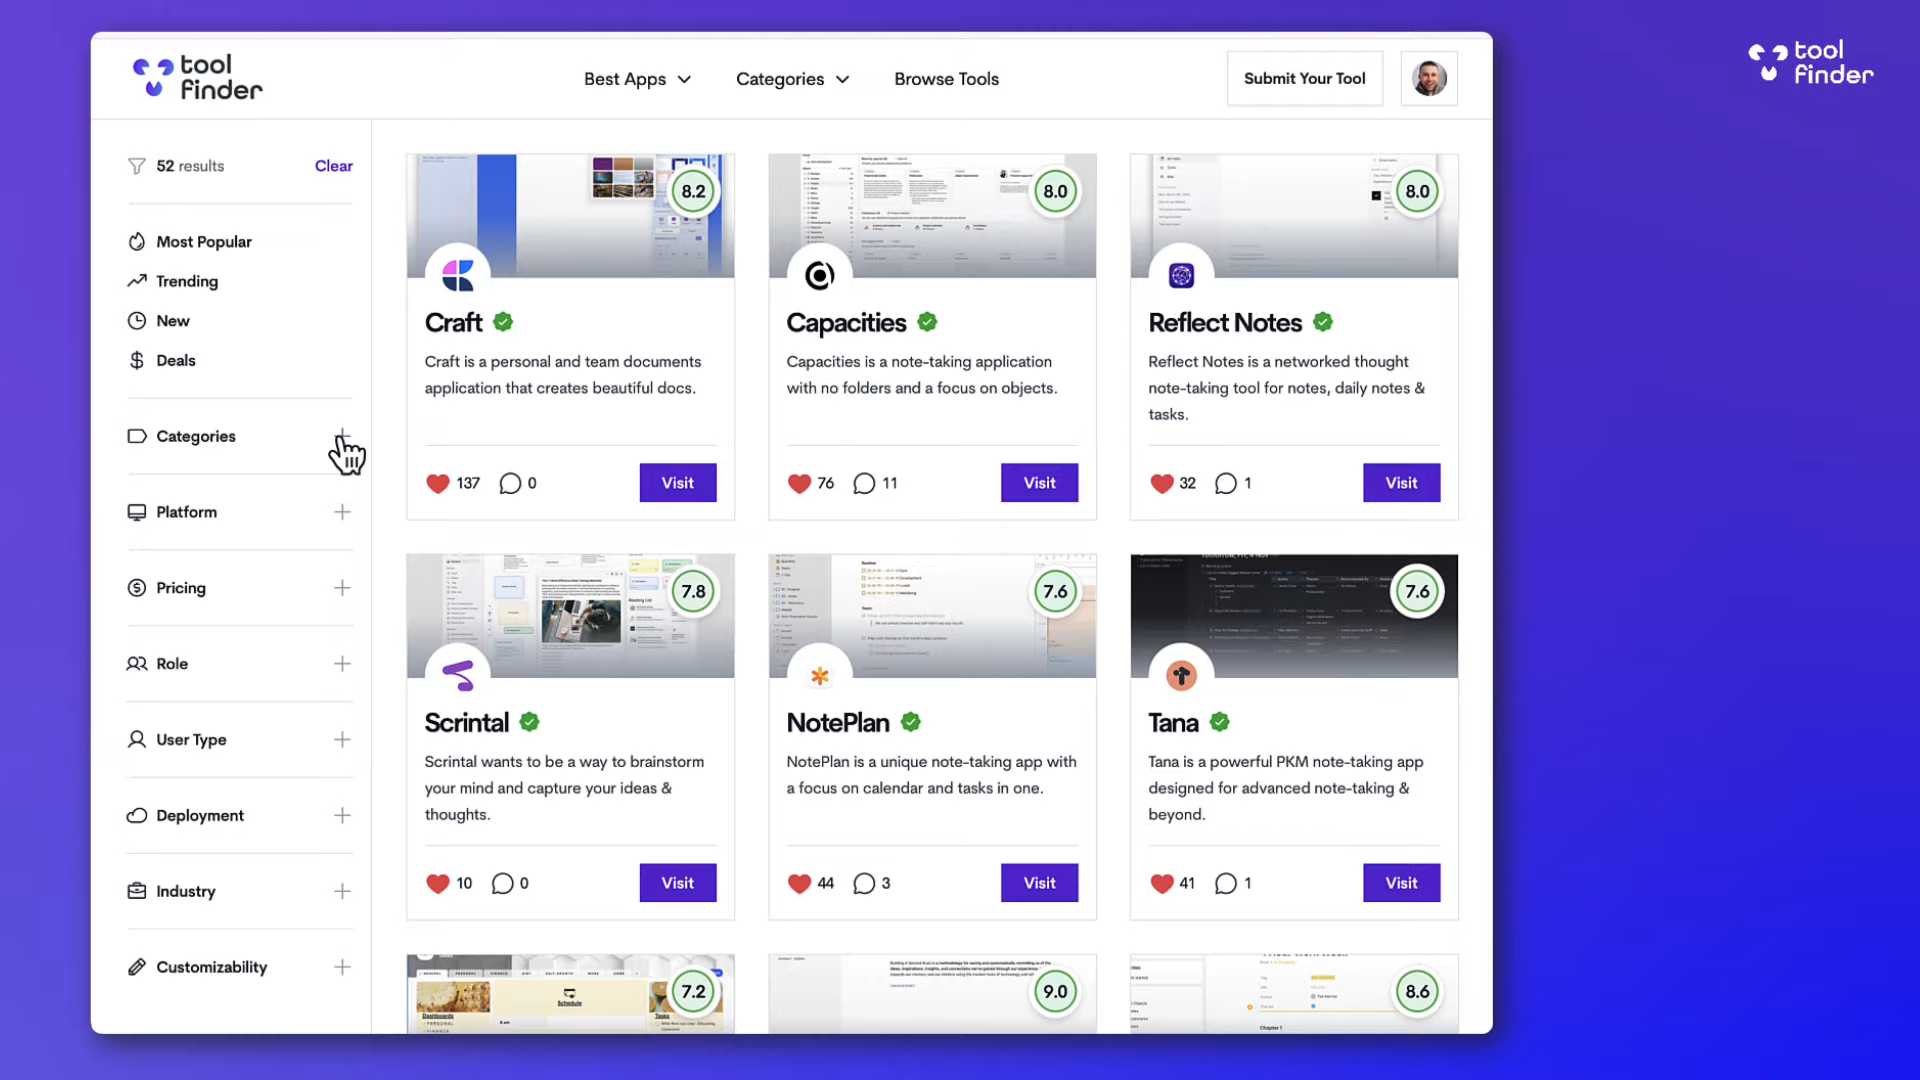 tool
finder
Best Apps
Categories
Browse Tools
Submit Your Tool
tool
finder
52 results
Clear
Most Popular
Trending
New
Deals
Categories
Platform
Pricing
Role
User Type
Deployment
Industry
Customizability
8.2
Craft
Craft is a personal and team documents
application that creates beautiful docs.
137
0
Visit
8.0
Capacities
Capacities is a note-taking application
with no folders and a focus on objects.
76
11
Visit
8.0
Reflect Notes
Reflect Notes is a networked thought
note-taking tool for notes, daily notes &
tasks.
32
1
Visit
7.8
Scrintal
Scrintal wants to be a way to brainstorm
your mind and capture your ideas &
thoughts.
10
0
Visit
7.6
NotePlan
NotePlan is a unique note-taking app with
a focus on calendar and tasks in one.
44
3
Visit
7.6
Tana
Tana is a powerful PKM note-taking app
designed for advanced note-taking &
beyond.
41
1
Visit
7.2
Schedule
Dashboards
Tasks
9.0
8.6
Chapter 1